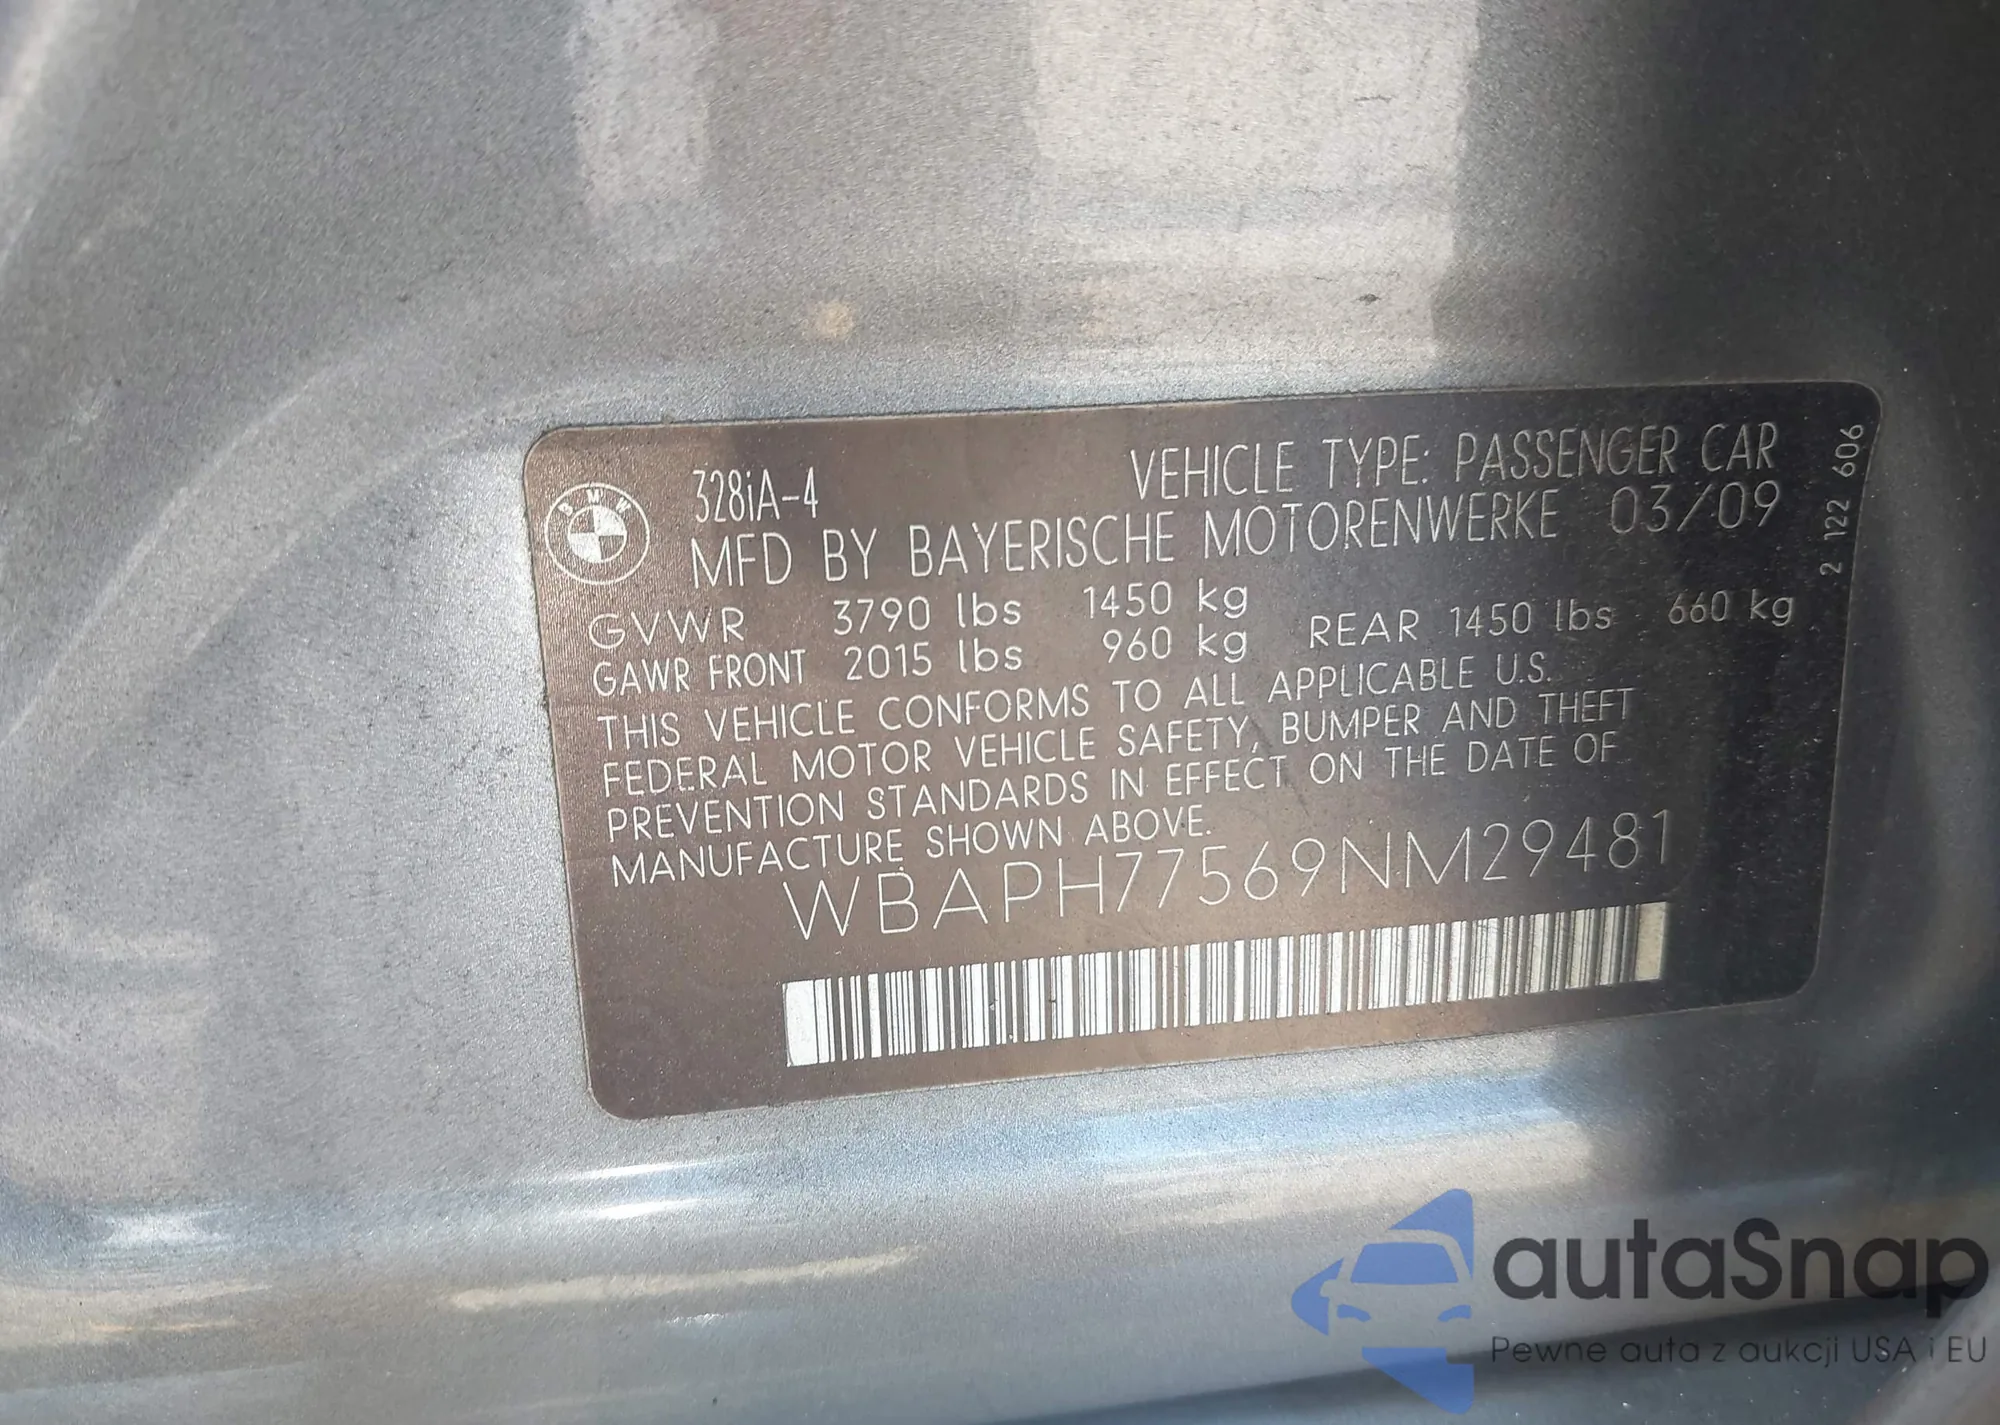 BMW
328iA-4
VEHICLE TYPE: PASSENGER CAR
MFD BY BAYERISCHE MOTORENWERKE 03/09
GVWR 3790 lbs 1450 kg
GAWR FRONT 2015 lbs 960 kg REAR 1450 lbs 660 kg
THIS VEHICLE CONFORMS TO ALL APPLICABLE U.S.
FEDERAL MOTOR VEHICLE SAFETY, BUMPER AND THEFT
PREVENTION STANDARDS IN EFFECT ON THE DATE OF
MANUFACTURE SHOWN ABOVE.
WBAPH77569NM29481
2 122 606
autaSnap
Pewne auta z aukcji USA i EU